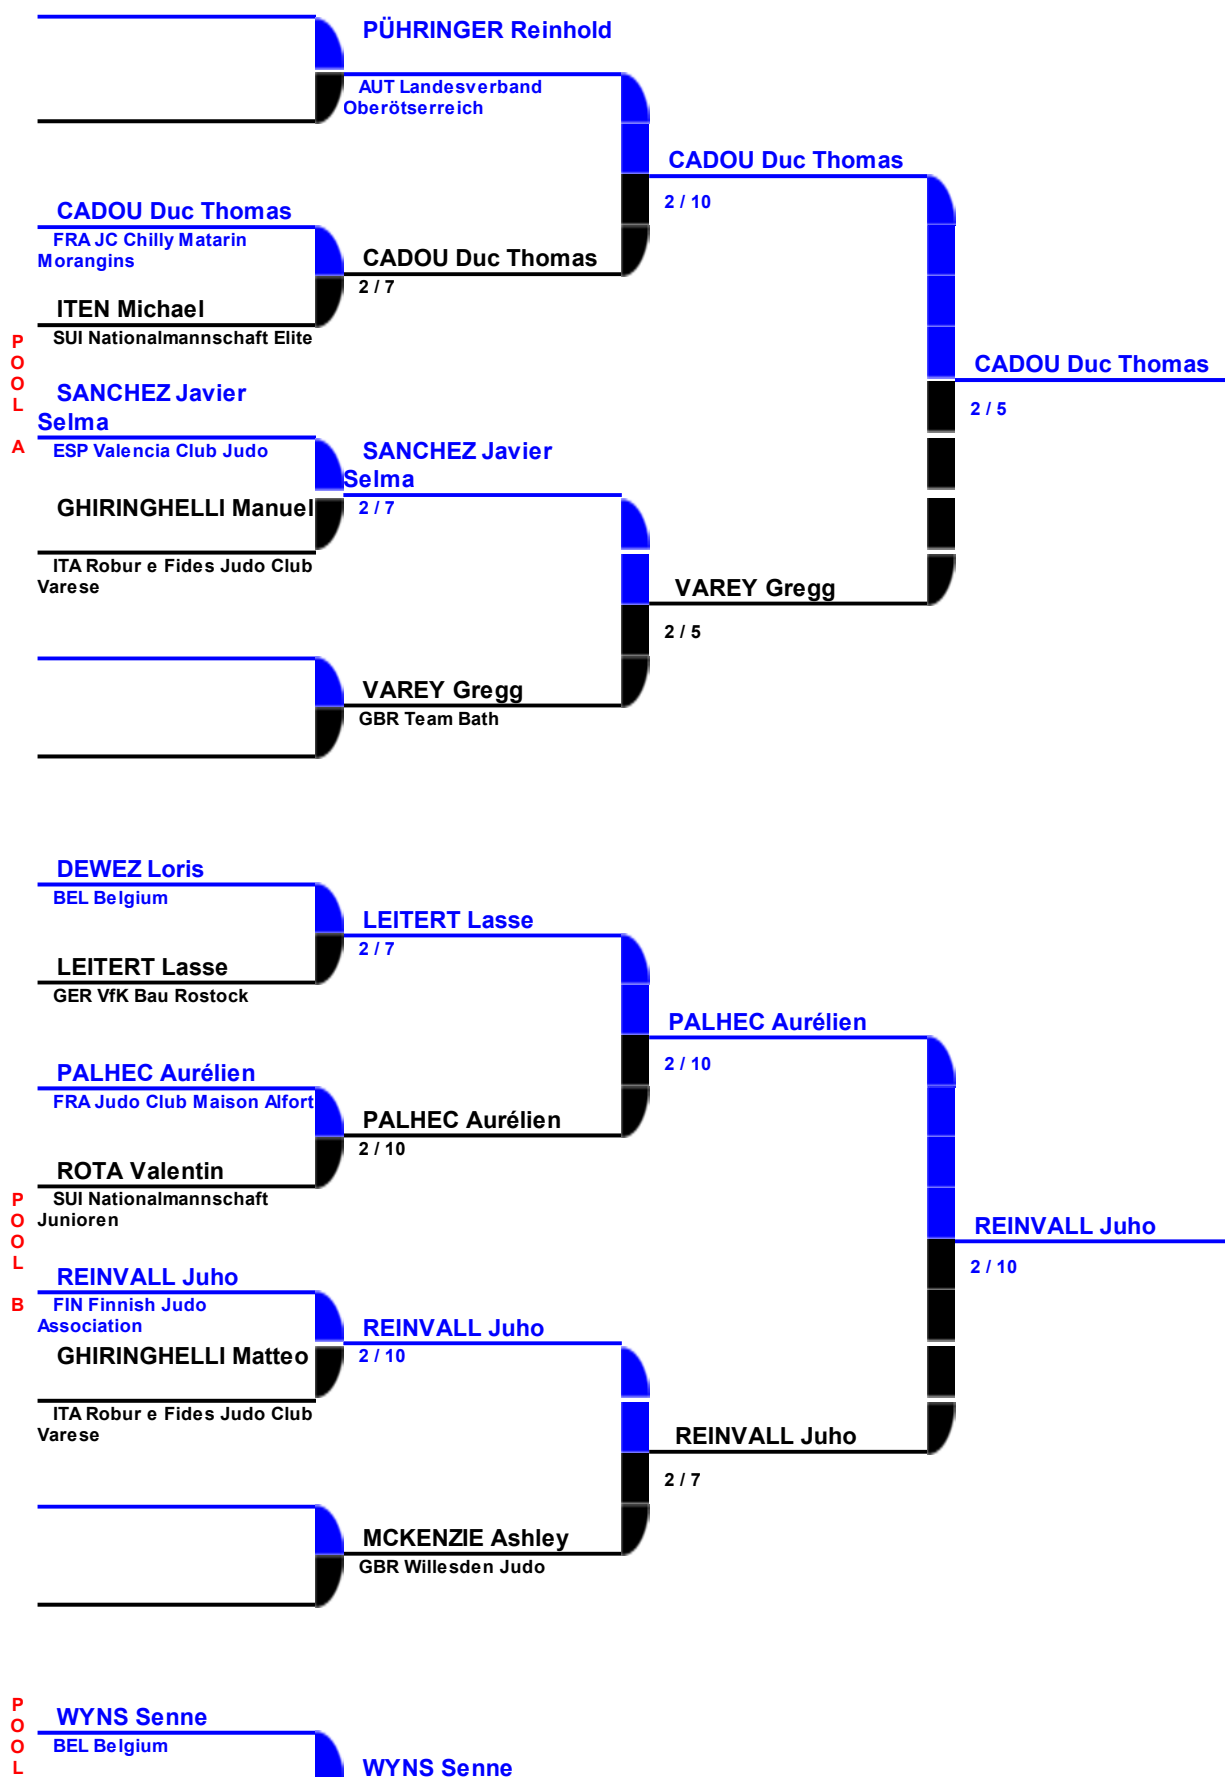 PÜHRINGER Reinhold
AUT Landesverband
Oberötserreich
CADOU Duc Thomas
2 / 10
CADOU Duc Thomas
FRA JC Chilly Matarin
Morangins
CADOU Duc Thomas
2 / 7
ITEN Michael
SUI Nationalmannschaft Elite
POOL A
CADOU Duc Thomas
2 / 5
SANCHEZ Javier
Selma
ESP Valencia Club Judo
SANCHEZ Javier
Selma
2 / 7
GHIRINGHELLI Manuel
ITA Robur e Fides Judo Club
Varese
VAREY Gregg
2 / 5
VAREY Gregg
GBR Team Bath
DEWEZ Loris
BEL Belgium
LEITERT Lasse
2 / 7
LEITERT Lasse
GER VfK Bau Rostock
PALHEC Aurélien
2 / 10
PALHEC Aurélien
FRA Judo Club Maison Alfort
PALHEC Aurélien
2 / 10
ROTA Valentin
SUI Nationalmannschaft
Junioren
POOL B
REINVALL Juho
2 / 10
REINVALL Juho
FIN Finnish Judo
Association
REINVALL Juho
2 / 10
GHIRINGHELLI Matteo
ITA Robur e Fides Judo Club
Varese
REINVALL Juho
2 / 7
MCKENZIE Ashley
GBR Willesden Judo
POOL
WYNS Senne
BEL Belgium
WYNS Senne